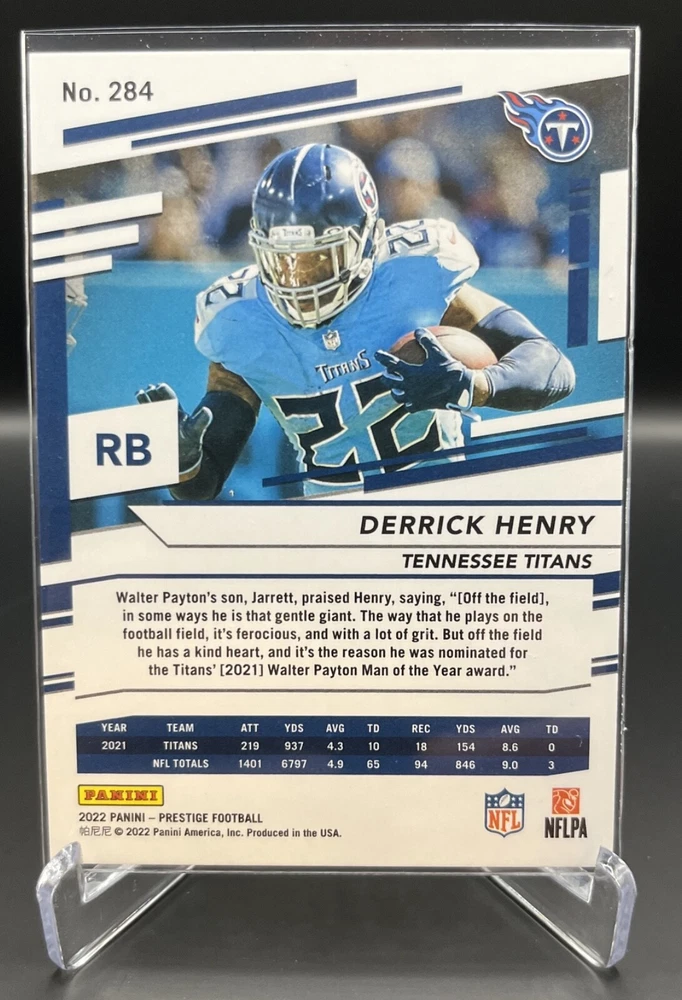 No. 284
T
TITANS
22
22
NFL
TITANS
22
RB
DERRICK HENRY
TENNESSEE TITANS
Walter Payton's son, Jarrett, praised Henry, saying, “[Off the field],
in some ways he is that gentle giant. The way that he plays on the
football field, it's ferocious, and with a lot of grit. But off the field
he has a kind heart, and it's the reason he was nominated for
the Titans' [2021] Walter Payton Man of the Year award.”
YEAR TEAM ATT YDS AVG TD REC YDS AVG TD
2021 TITANS 219 937 4.3 10 18 154 8.6 0
NFL TOTALS 1401 6797 4.9 65 94 846 9.0 3
PANINI
2022 PANINI – PRESTIGE FOOTBALL
帕尼尼 © 2022 Panini America, Inc. Produced in the USA.
NFL
NFLPA